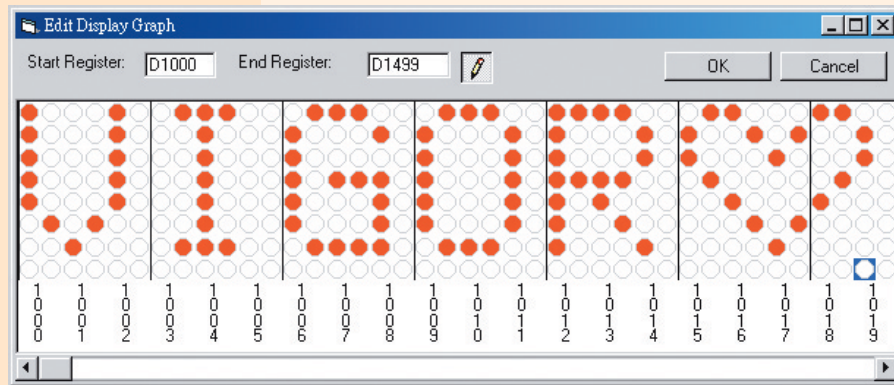 Edit Display Graph
Start Register: D1000 End Register: D1499 OK Cancel
VIGOR
1000 1001 1002 1003 1004 1005 1006 1007 1008 1009 1010 1011 1012 1013 1014 1015 1016 1017 1018 1019